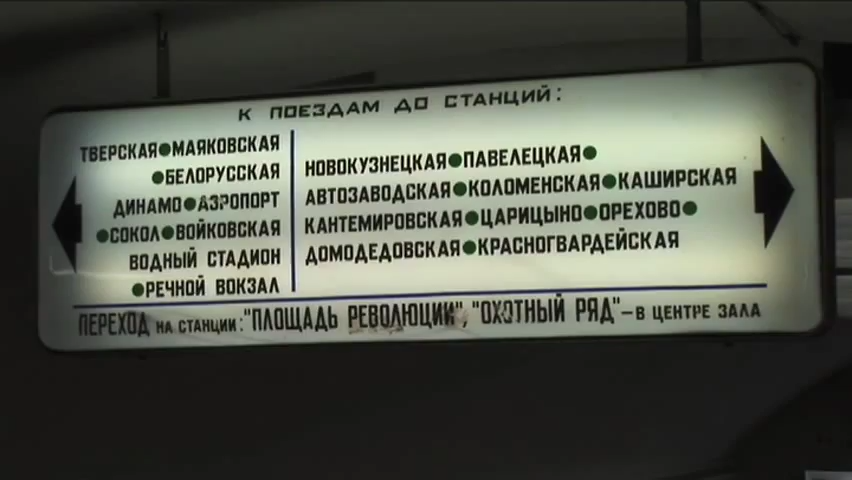 К ПОЕЗДАМ ДО СТАНЦИЙ:
ТВЕРСКАЯ●МАЯКОВСКАЯ
●БЕЛОРУССКАЯ
ДИНАМО●АЭРОПОРТ
●СОКОЛ●ВОЙКОВСКАЯ
ВОДНЫЙ СТАДИОН
●РЕЧНОЙ ВОКЗАЛ
НОВОКУЗНЕЦКАЯ●ПАВЕЛЕЦКАЯ●
АВТОЗАВОДСКАЯ●КОЛОМЕНСКАЯ●КАШИРСКАЯ
КАНТЕМИРОВСКАЯ●ЦАРИЦЫНО●ОРЕХОВО●
ДОМОДЕДОВСКАЯ●КРАСНОГВАРДЕЙСКАЯ
ПЕРЕХОД НА СТАНЦИИ: "ПЛОЩАДЬ РЕВОЛЮЦИИ", "ОХОТНЫЙ РЯД" – В ЦЕНТРЕ ЗАЛА